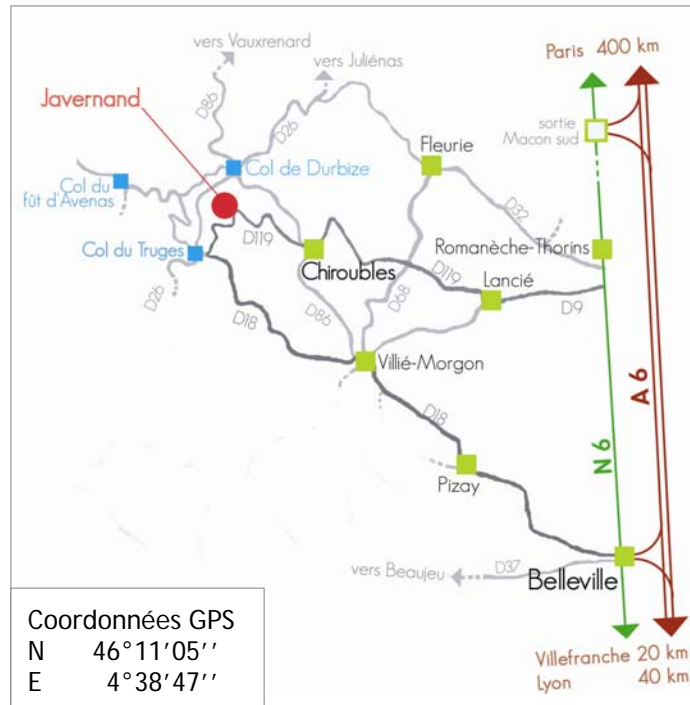 Paris 400 km
vers Vauxrenard
vers Juliénas
D86
D26
Javernand
sortie
Macon sud
Fleurie
Col de Durbize
Col du
fût d'Avenas
D32
D119
Romanèche-Thorins
Col du Truges
Chiroubles
D119
Lancié
D26
D18
D86
D68
D9
Villié-Morgon
D18
N 6
A 6
Pizay
vers Beaujeu
D37
Belleville
Coordonnées GPS
N 46°11'05''
E 4°38'47''
Villefranche 20 km
Lyon 40 km